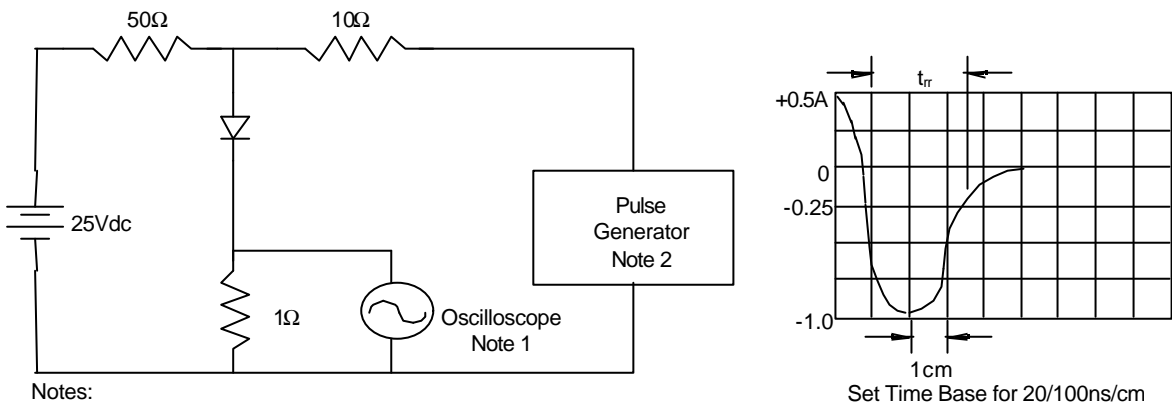 50Ω
10Ω
25Vdc
1Ω
Oscilloscope
Note 1
Pulse
Generator
Note 2
Notes:
trr
+0.5A
0
-0.25
-1.0
1cm
Set Time Base for 20/100ns/cm